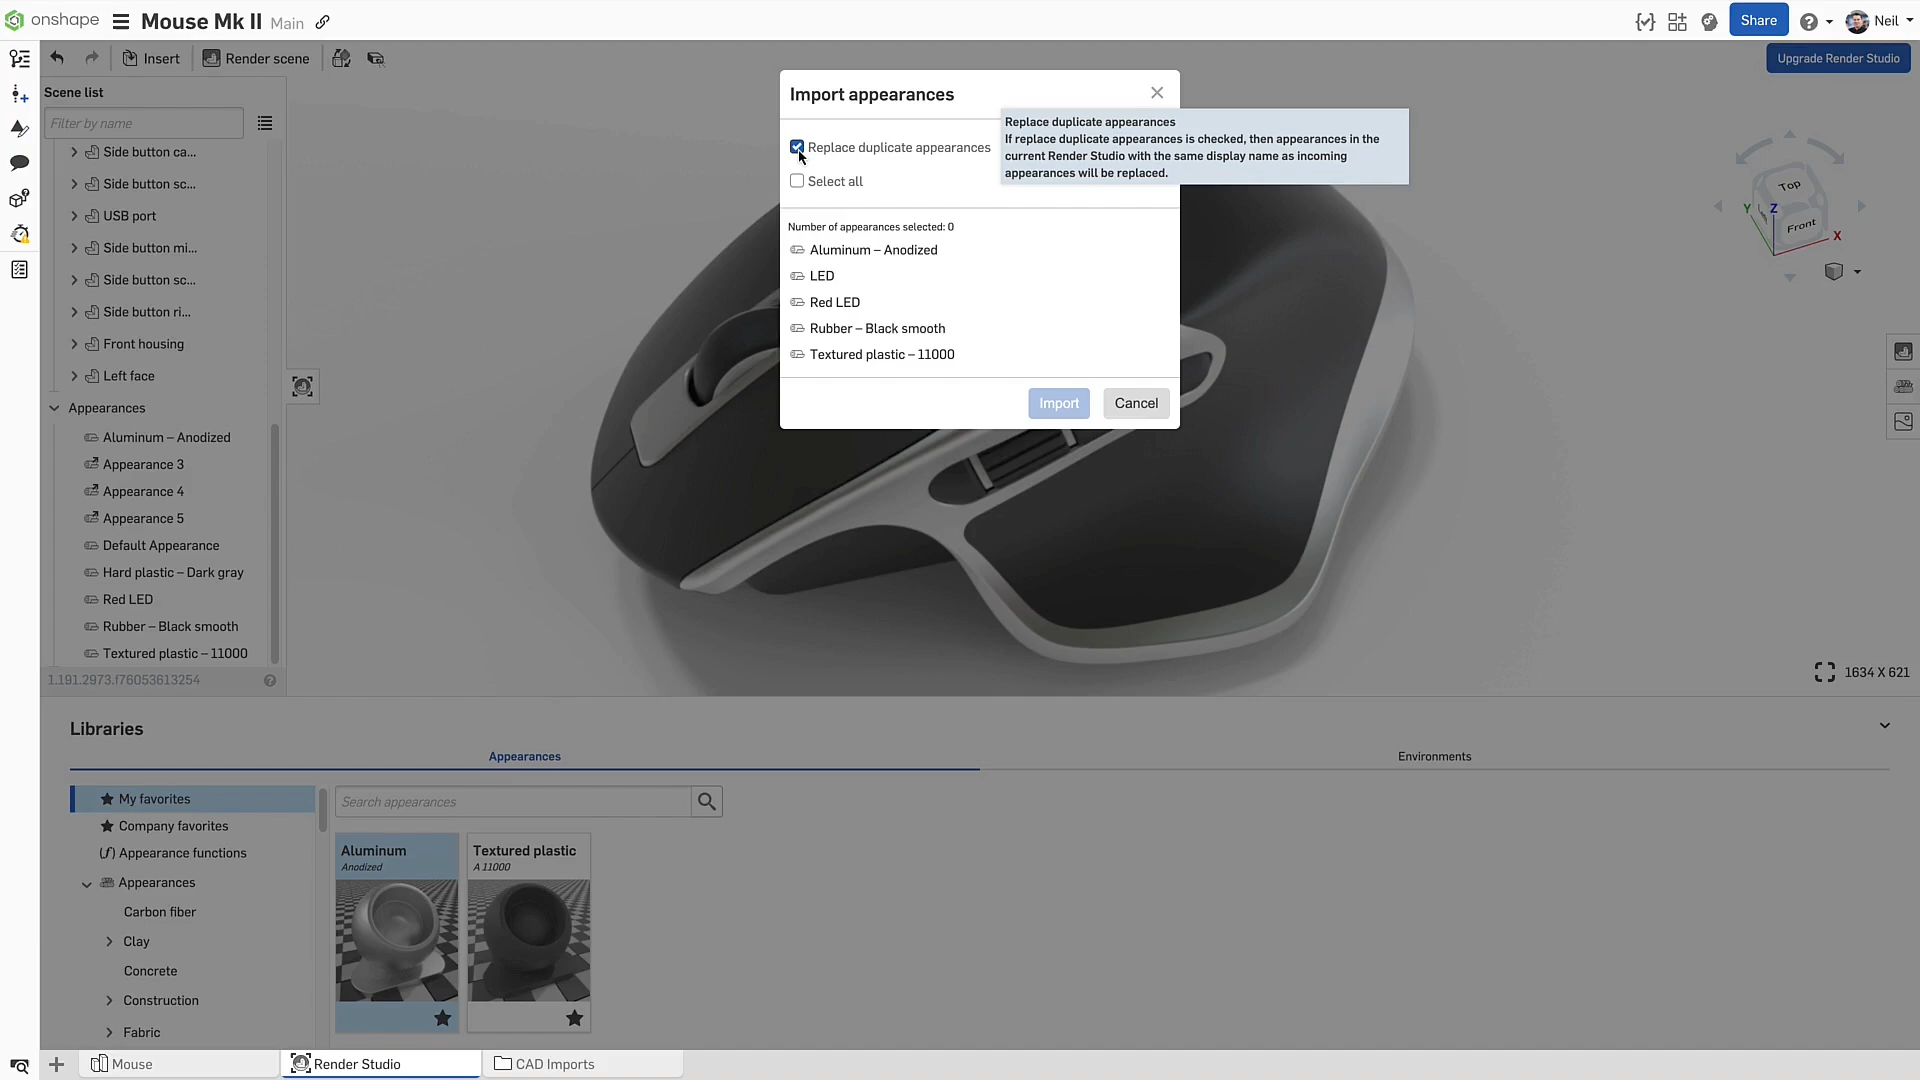 onshape
Mouse Mk II
Main
Share
Neil
Insert
Render scene
Upgrade Render Studio
Scene list
Filter by name
Side button ca...
Side button sc...
USB port
Side button mi...
Side button sc...
Side button ri...
Front housing
Left face
Appearances
Aluminum – Anodized
Appearance 3
Appearance 4
Appearance 5
Default Appearance
Hard plastic – Dark gray
Red LED
Rubber – Black smooth
Textured plastic – 11000
1.191.2973.f76053613254
Import appearances
Replace duplicate appearances
Select all
Number of appearances selected: 0
Aluminum – Anodized
LED
Red LED
Rubber – Black smooth
Textured plastic – 11000
Import
Cancel
Replace duplicate appearances
If replace duplicate appearances is checked, then appearances in the
current Render Studio with the same display name as incoming
appearances will be replaced.
Top
Front
Y
Z
X
1634 X 621
Libraries
Appearances
Environments
My favorites
Company favorites
Appearance functions
Appearances
Carbon fiber
Clay
Concrete
Construction
Fabric
Search appearances
Aluminum
Anodized
Textured plastic
A 11000
Mouse
Render Studio
CAD Imports